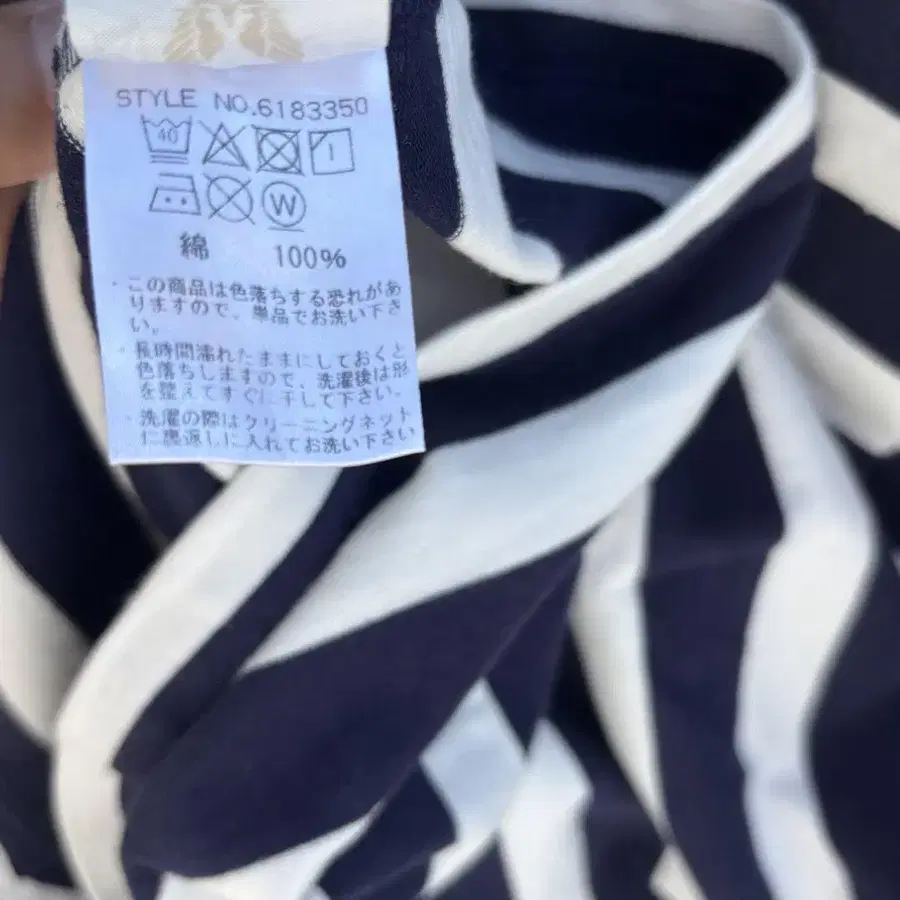 STYLE NO.6183350
40
W
綿 100%
・この商品は色落ちする恐れがあ
りますので、単品でお洗い下さ
い。
・長時間濡れたままにしておくと
色落ちしますので、洗濯後は形
を整えてすぐに干して下さい。
・洗濯の際はクリーニングネット
に裏返しに入れてお洗い下さい